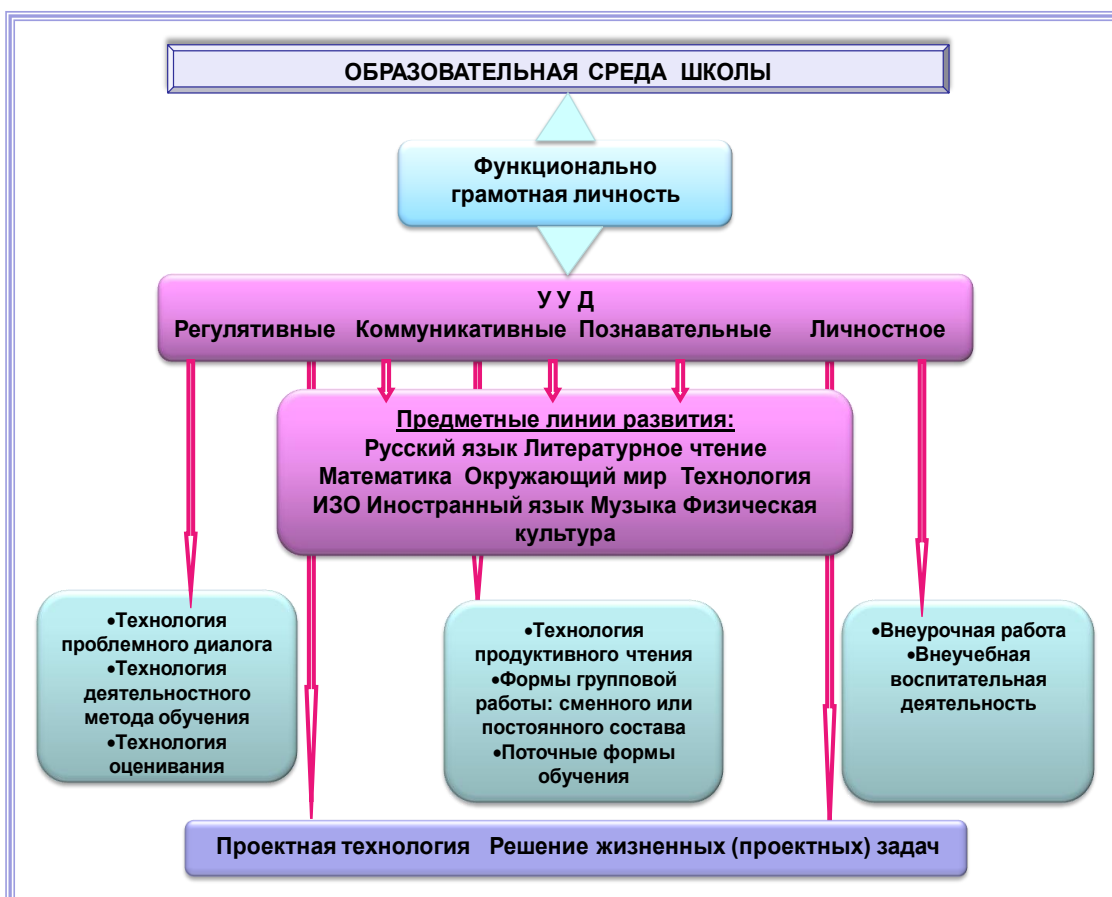 ОБРАЗОВАТЕЛЬНАЯ СРЕДА ШКОЛЫ
Функционально
грамотная личность
У У Д
Регулятивные Коммуникативные Познавательные Личностное
Предметные линии развития:
Русский язык Литературное чтение
Математика Окружающий мир Технология
ИЗО Иностранный язык Музыка Физическая
культура
•Технология
проблемного диалога
•Технология
деятельностного
метода обучения
•Технология
оценивания
•Технология
продуктивного чтения
•Формы групповой
работы: сменного или
постоянного состава
•Поточные формы
обучения
•Внеурочная работа
•Внеучебная
воспитательная
деятельность
Проектная технология Решение жизненных (проектных) задач